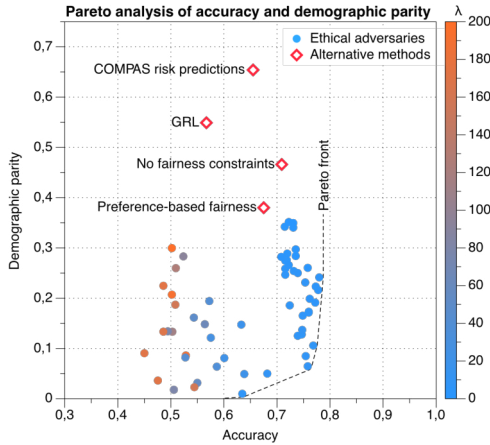 Pareto analysis of accuracy and demographic parity
λ
Ethical adversaries
Alternative methods
COMPAS risk predictions
GRL
No fairness constraints
Preference-based fairness
Pareto front
Demographic parity
0,7
0,6
0,5
0,4
0,3
0,2
0,1
0
0,3 0,4 0,5 0,6 0,7 0,8 0,9 1,0
Accuracy
200
180
160
140
120
100
80
60
40
20
0